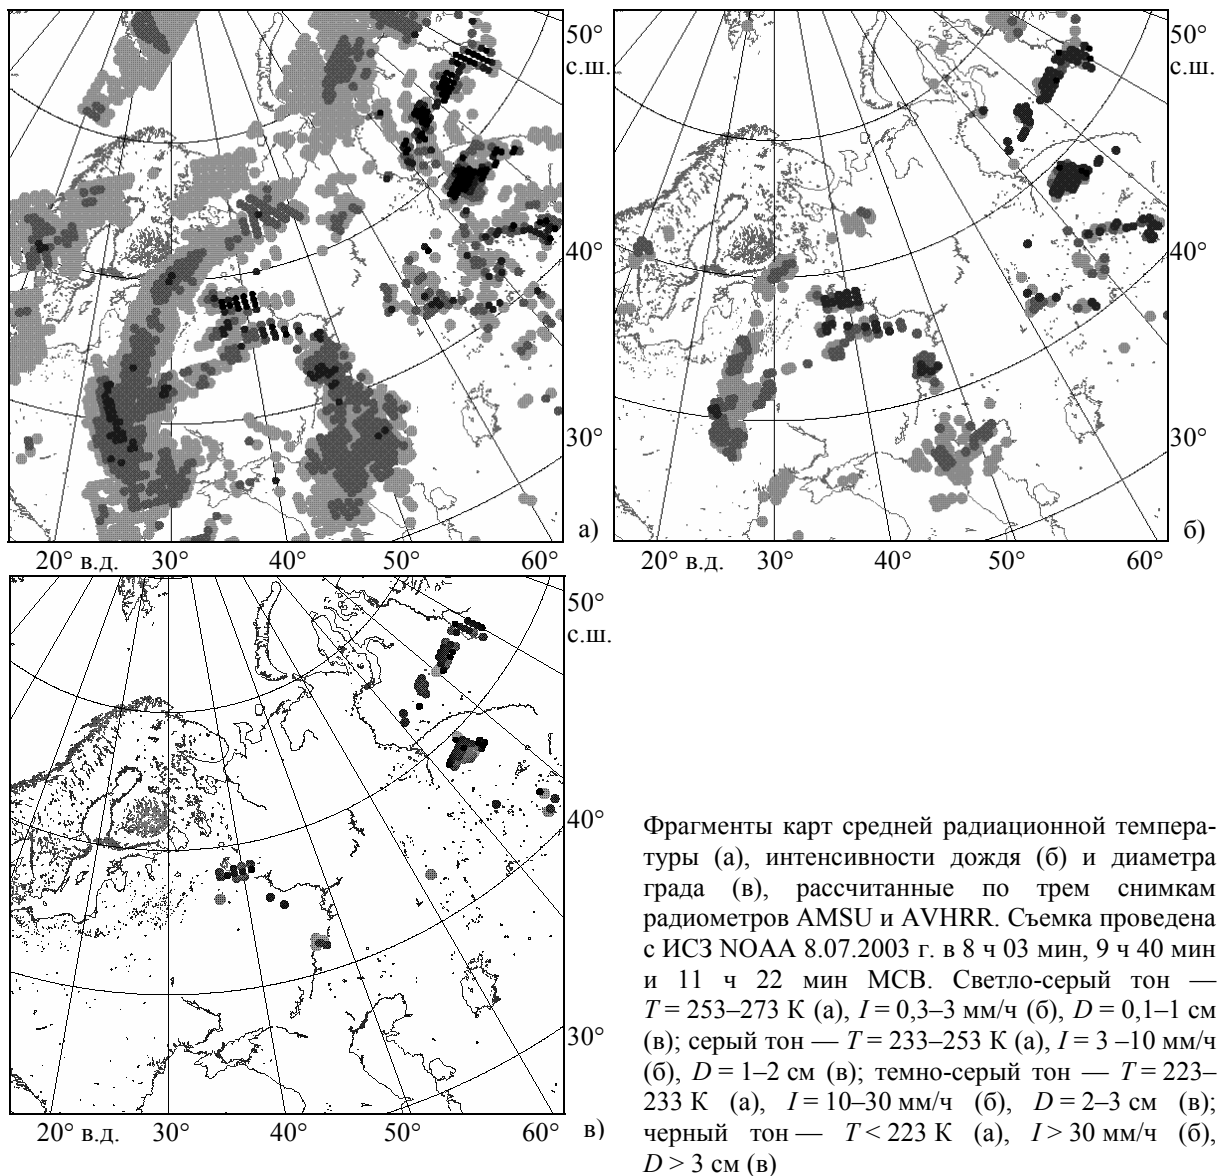 50°
с.ш.
40°
30°
а)
20° в.д. 30° 40° 50° 60°
50°
с.ш.
40°
30°
б)
20° в.д. 30° 40° 50° 60°
50°
с.ш.
40°
30°
20° в.д. 30° 40° 50° 60° в)
Фрагменты карт средней радиационной темпера-
туры (а), интенсивности дождя (б) и диаметра
града (в), рассчитанные по трем снимкам
радиометров AMSU и AVHRR. Съемка проведена
с ИСЗ NOAA 8.07.2003 г. в 8 ч 03 мин, 9 ч 40 мин
и 11 ч 22 мин МСВ. Светло-серый тон —
T = 253–273 К (а), I = 0,3–3 мм/ч (б), D = 0,1–1 см
(в); серый тон — T = 233–253 К (а), I = 3 –10 мм/ч
(б), D = 1–2 см (в); темно-серый тон — T = 223–
233 К (а), I = 10–30 мм/ч (б), D = 2–3 см (в);
черный тон — T < 223 К (а), I > 30 мм/ч (б),
D > 3 см (в)